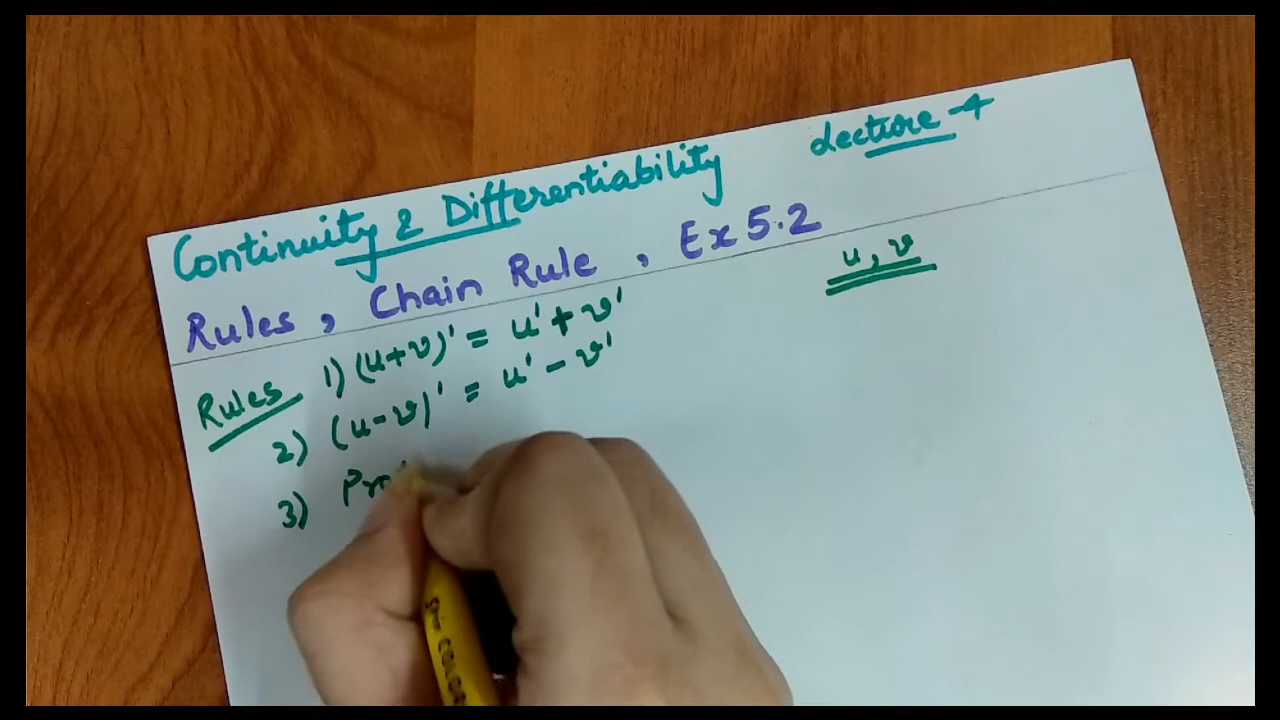 Continuity & Differentiability Lecture-4
Rules, Chain Rule, Ex 5.2
u, v
Rules 1) (u+v)' = u' + v'
2) (u-v)' = u' - v'
3)